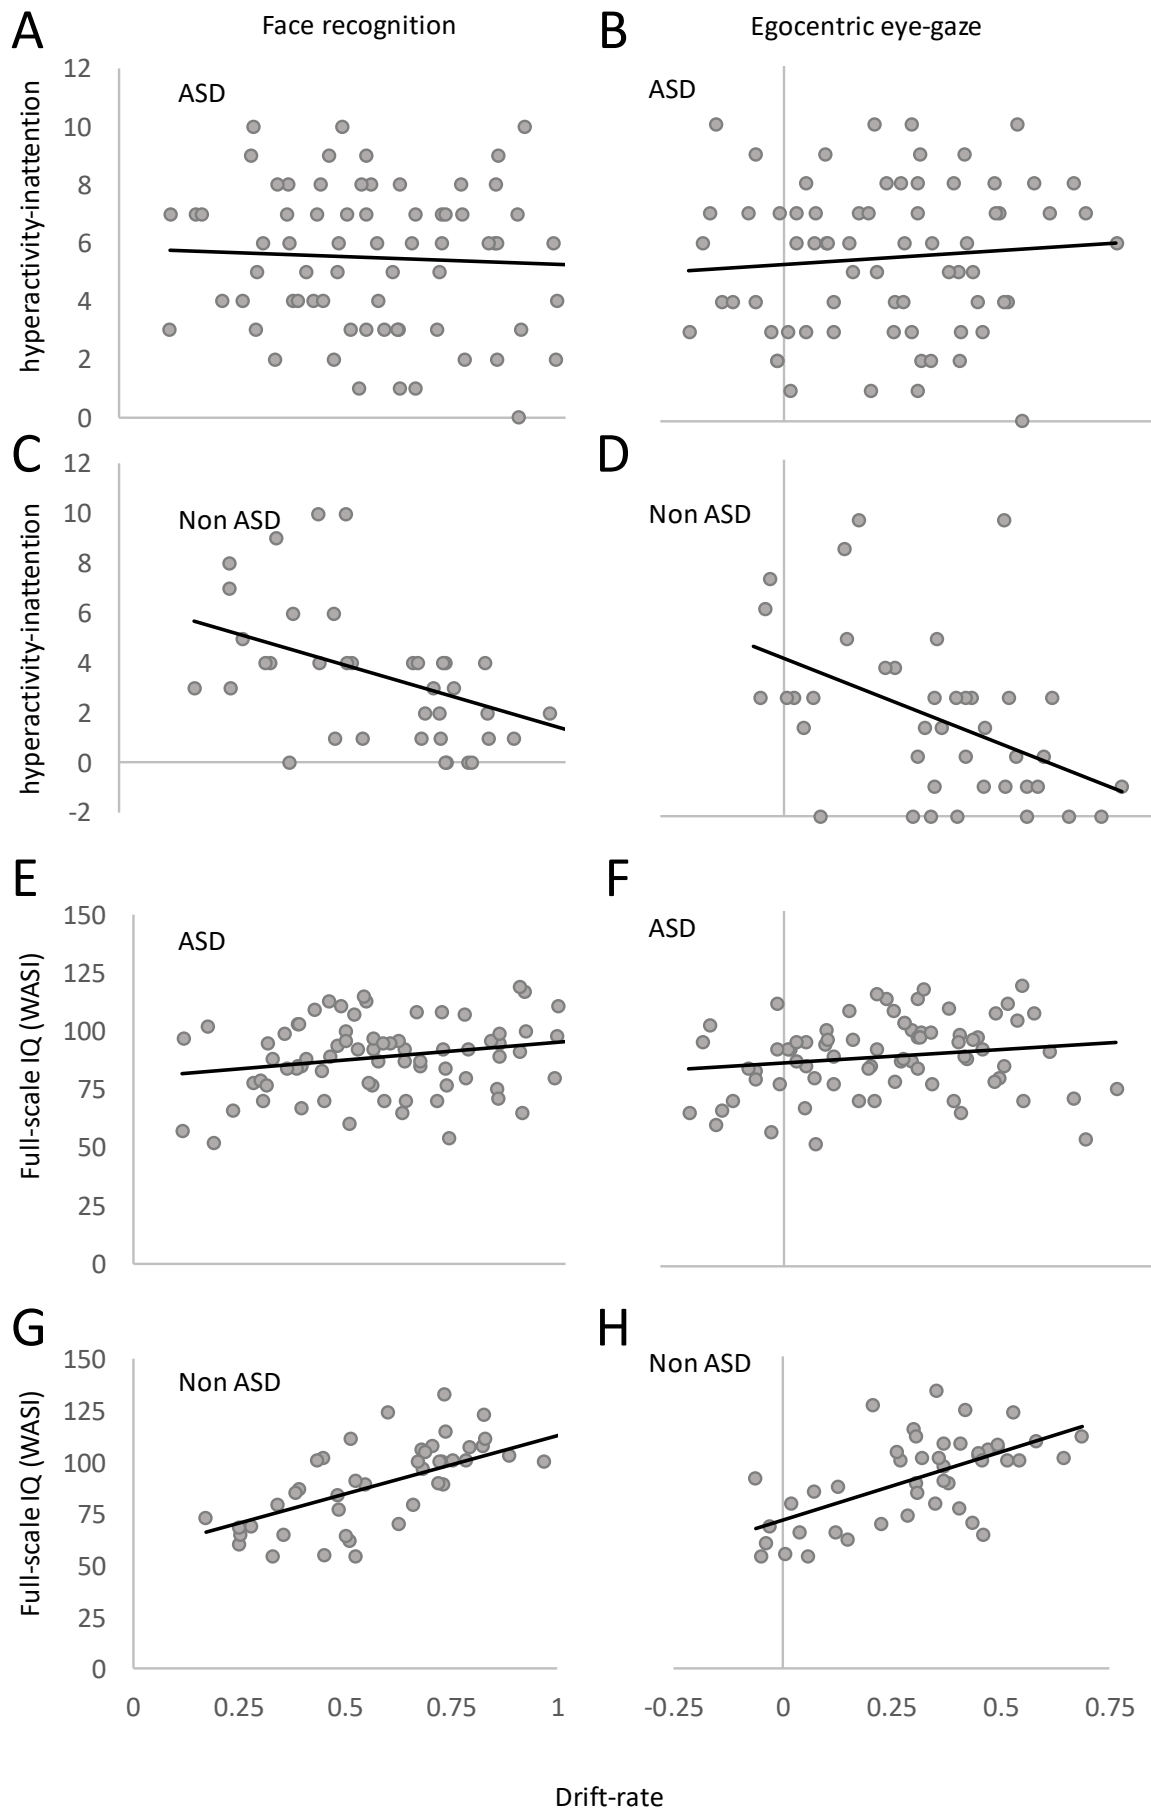 A Face recognition B Egocentric eye-gaze
hyperactivity-inattention
12
10
8
6
4
2
0
ASD
ASD
C D
hyperactivity-inattention
12
10
8
6
4
2
0
-2
Non ASD
Non ASD
E F
Full-scale IQ (WASI)
150
125
100
75
50
25
0
ASD
ASD
G H
Full-scale IQ (WASI)
150
125
100
75
50
25
0
Non ASD
Non ASD
0 0.25 0.5 0.75 1
-0.25 0 0.25 0.5 0.75
Drift-rate